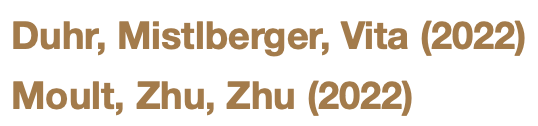 Duhr, Mistlberger, Vita (2022)
Moult, Zhu, Zhu (2022)